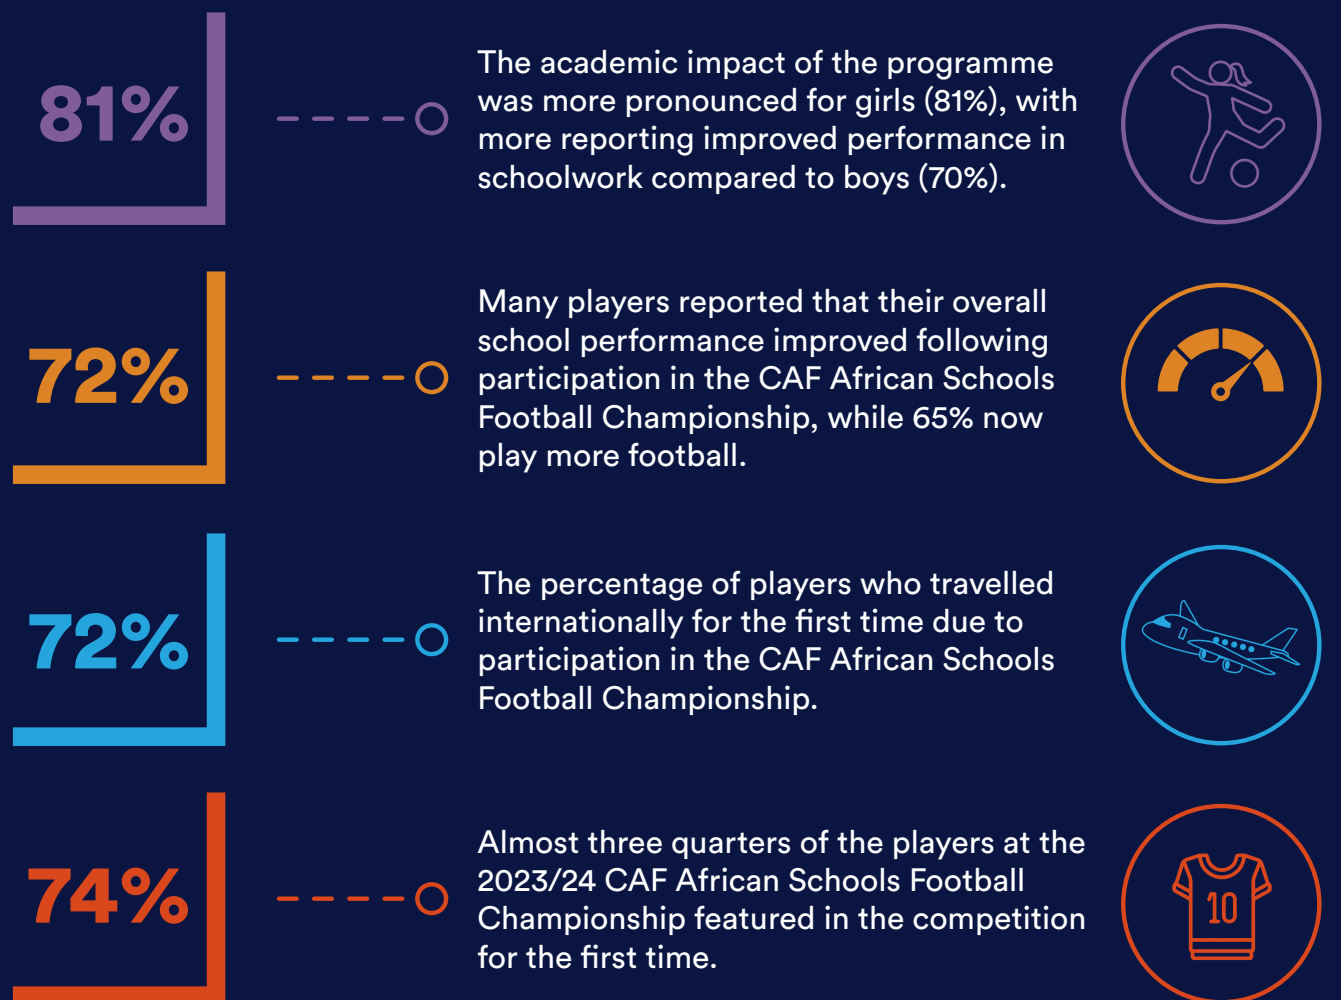 81%
The academic impact of the programme
was more pronounced for girls (81%), with
more reporting improved performance in
schoolwork compared to boys (70%).
72%
Many players reported that their overall
school performance improved following
participation in the CAF African Schools
Football Championship, while 65% now
play more football.
72%
The percentage of players who travelled
internationally for the first time due to
participation in the CAF African Schools
Football Championship.
74%
Almost three quarters of the players at the
2023/24 CAF African Schools Football
Championship featured in the competition
for the first time.
10